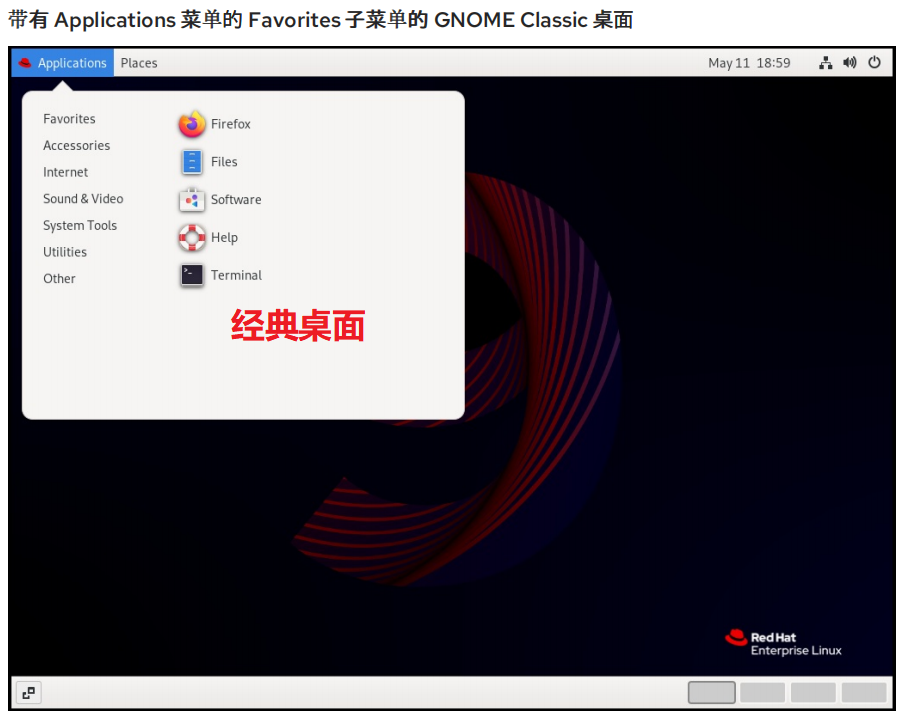 带有 Applications 菜单的 Favorites 子菜单的 GNOME Classic 桌面
Applications Places May 11 18:59
Favorites
Accessories
Internet
Sound & Video
System Tools
Utilities
Other
Firefox
Files
Software
Help
Terminal
经典桌面
Red Hat
Enterprise Linux